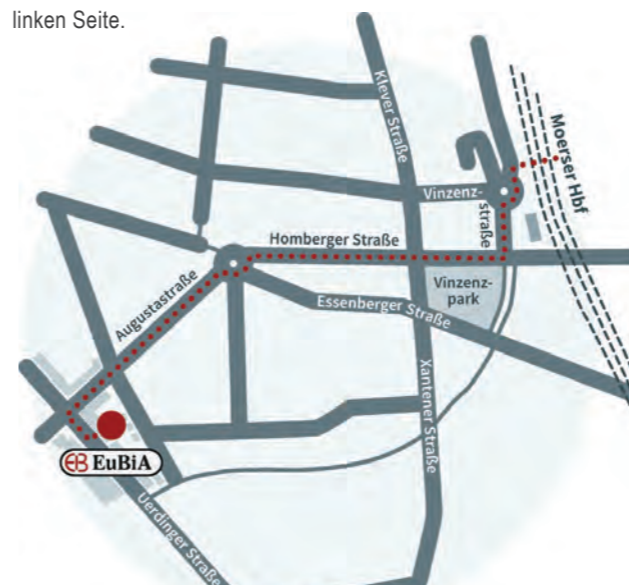 linken Seite.
Klever Straße
Moerser Hbf
Vinzenz-
straße
Homberger Straße
Vinzenz-
park
Augustastraße
Essenberger Straße
Xantener Straße
EB EuBiA
Uerdinger Straße